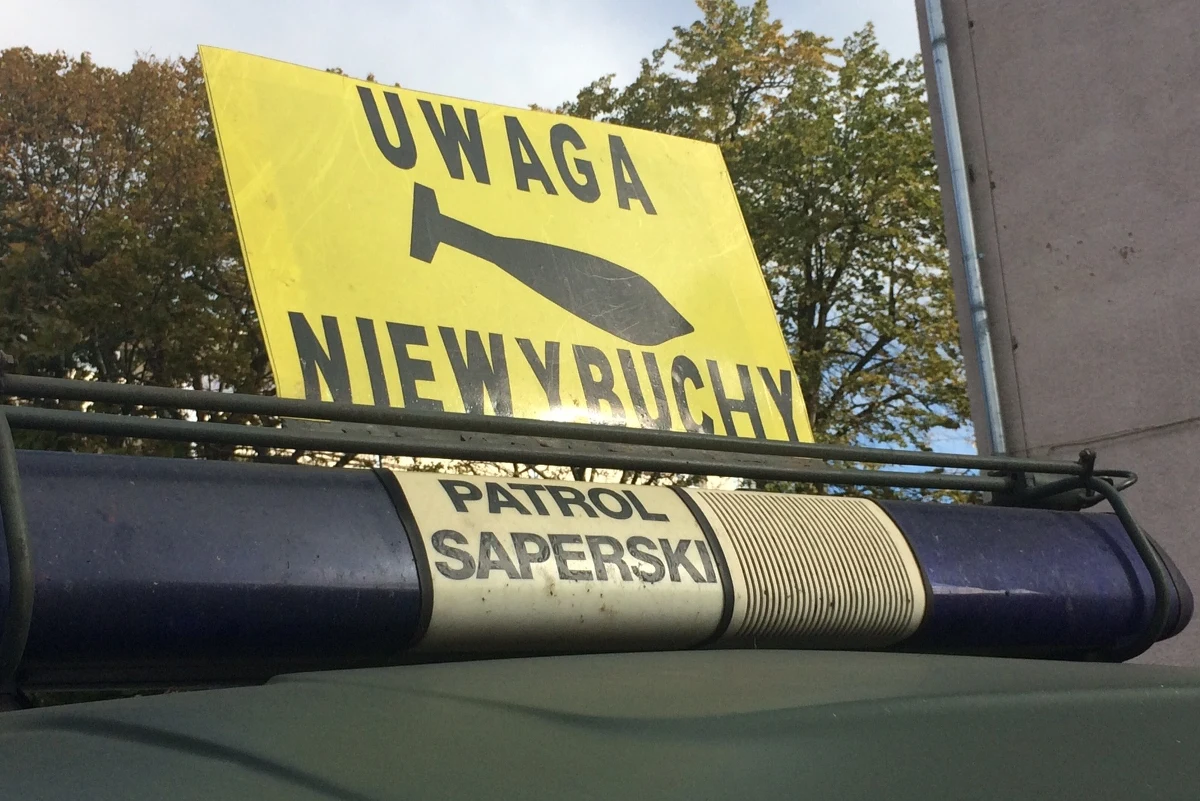 UWAGA
NIEWYBUCHY
PATROL
SAPERSKI